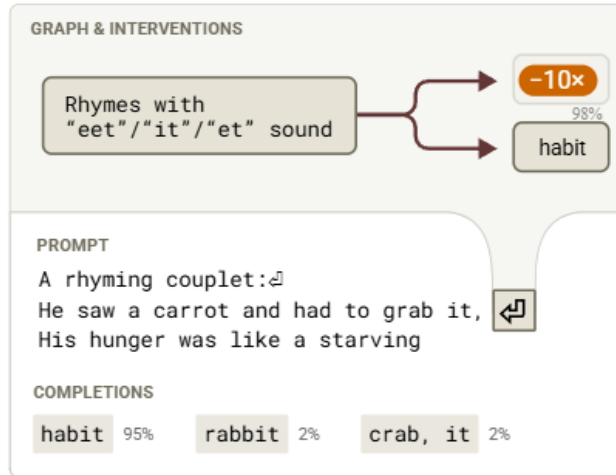 GRAPH & INTERVENTIONS
−10×
98%
Rhymes with
“eet”/“it”/“et” sound
habit
PROMPT
A rhyming couplet:⏎
He saw a carrot and had to grab it, ⏎
His hunger was like a starving
COMPLETIONS
habit 95% rabbit 2% crab, it 2%